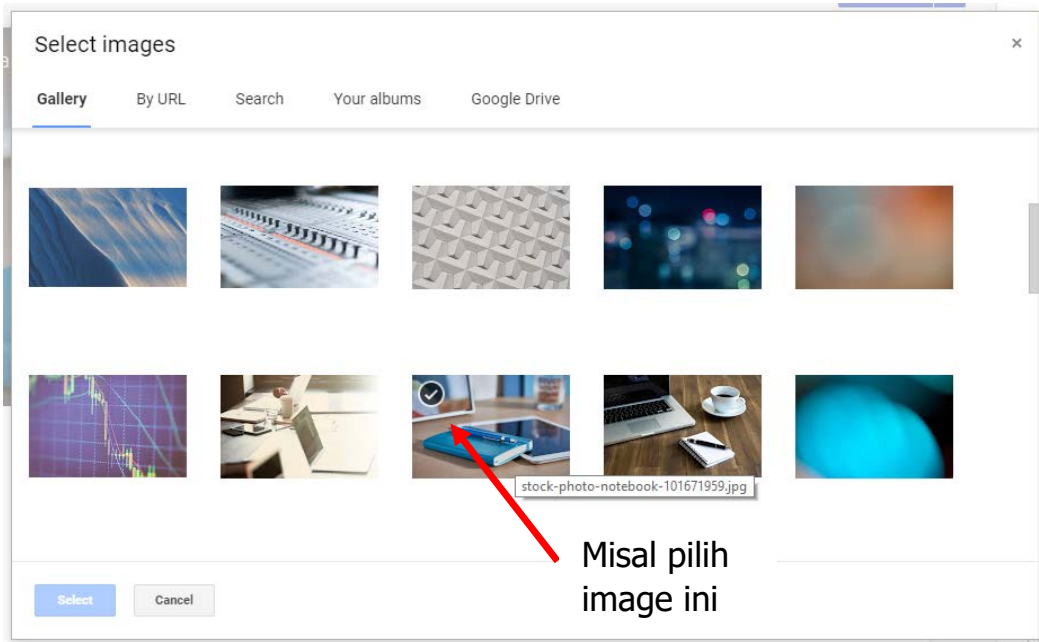 Select images
×
Gallery By URL Search Your albums Google Drive
stock-photo-notebook-101671959.jpg
Misal pilih
image ini
Select Cancel